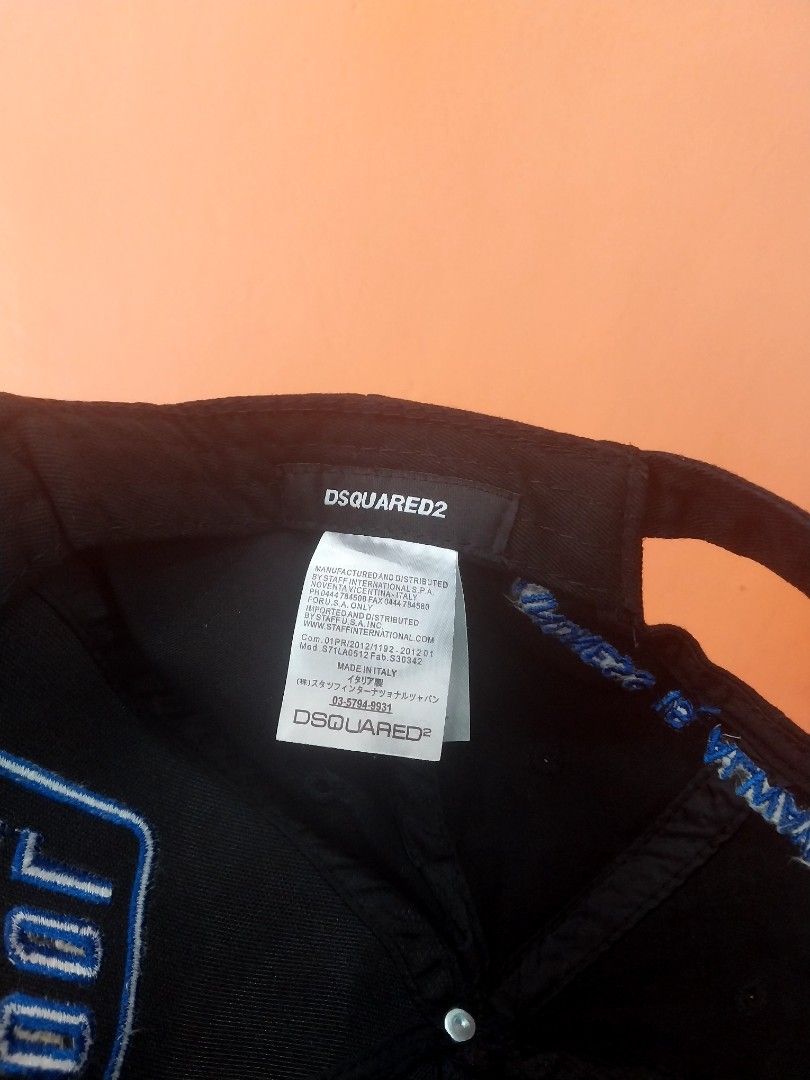 DSQUARED2
MANUFACTURED AND DISTRIBUTED
BY STAFF INTERNATIONAL S.P.A.
NOVENTA VICENTINA - ITALY
PH 0444 784500 FAX 0444 784580
FOR U.S.A. ONLY
IMPORTED AND DISTRIBUTED
BY STAFF U.S.A. INC.
WWW.STAFFINTERNATIONAL.COM
Com. 01PR/2012/1192 - 2012 01
Mod. S71LA0512 Fab. S30342
MADE IN ITALY
イタリア製
(株)スタッフインターナショナルジャパン
03-5794-9931
DSQUARED2